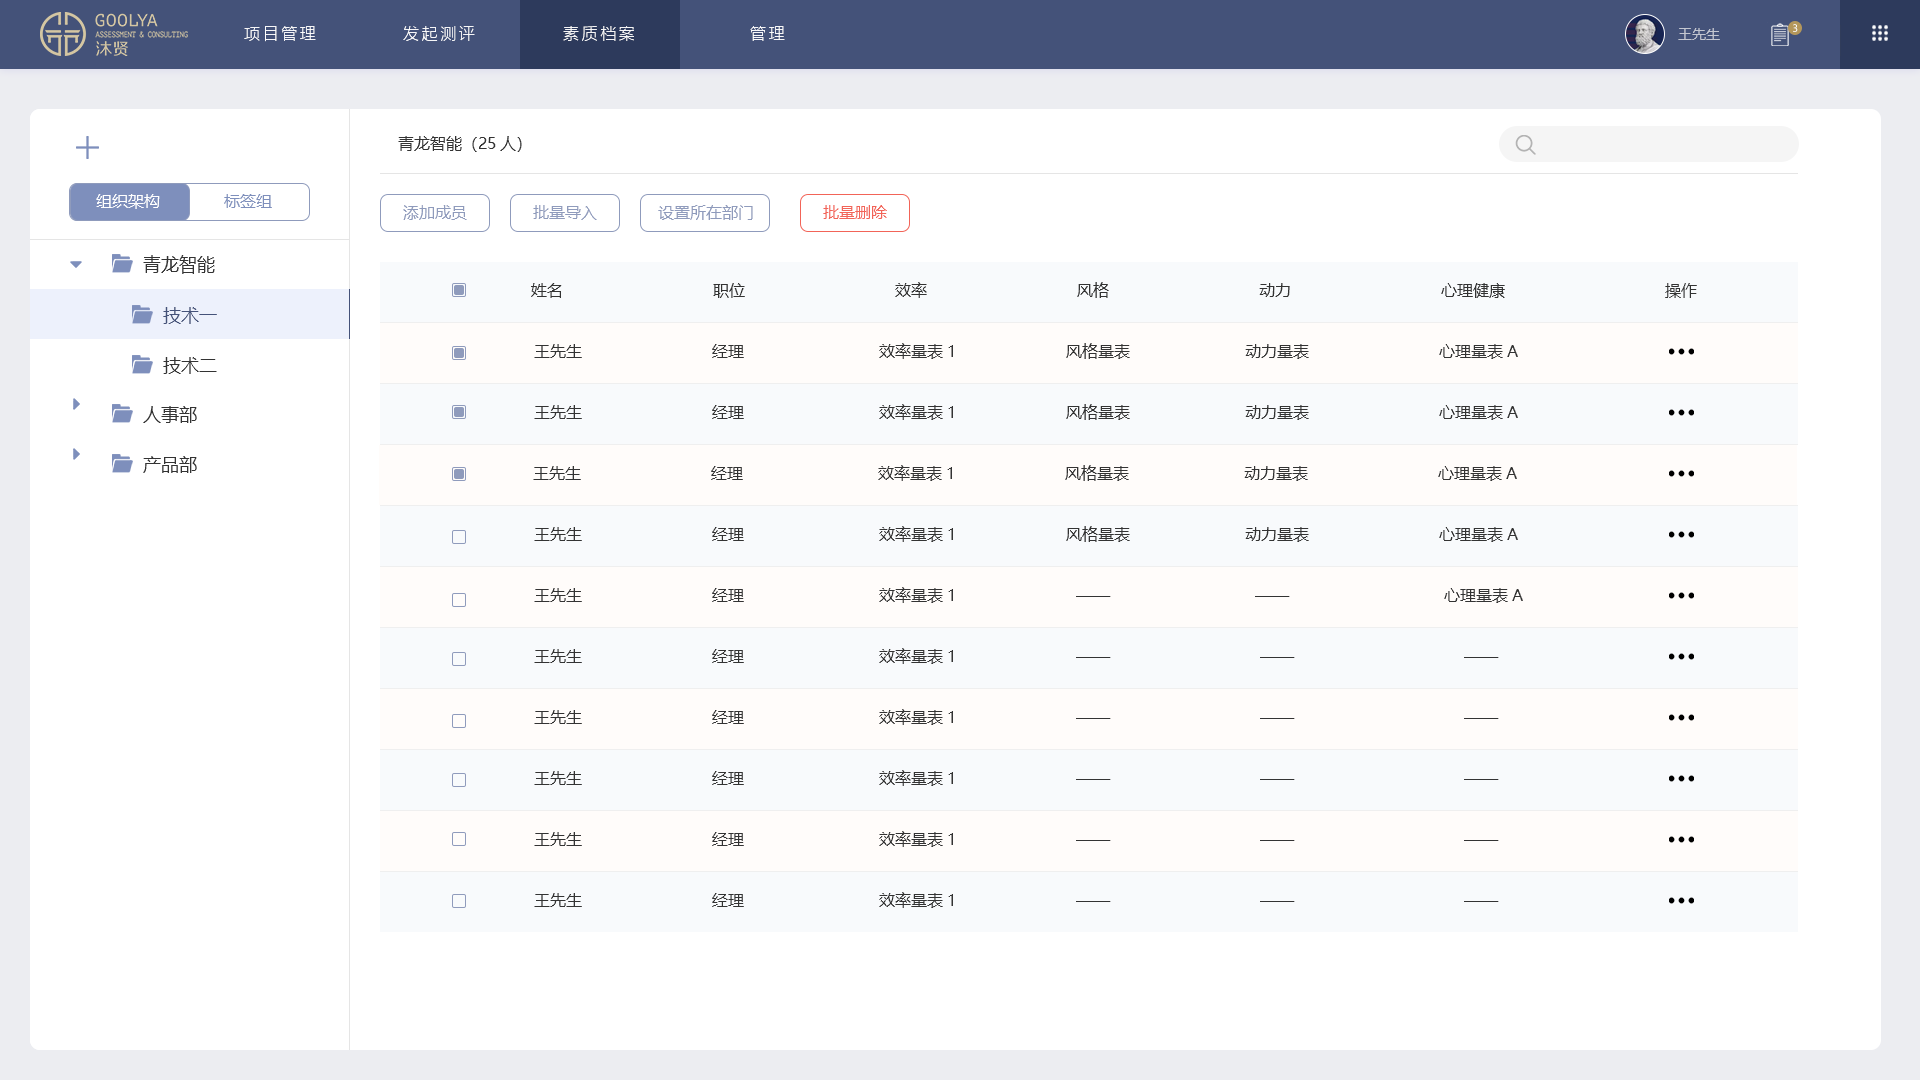 GOOLYA
ASSESSMENT & CONSULTING
沐贤
项目管理
发起测评
素质档案
管理
王先生
3
组织架构
标签组
青龙智能
技术一
技术二
人事部
产品部
青龙智能（25 人）
添加成员
批量导入
设置所在部门
批量删除
姓名 职位 效率 风格 动力 心理健康 操作
王先生 经理 效率量表 1 风格量表 动力量表 心理量表 A •••
王先生 经理 效率量表 1 风格量表 动力量表 心理量表 A •••
王先生 经理 效率量表 1 风格量表 动力量表 心理量表 A •••
王先生 经理 效率量表 1 风格量表 动力量表 心理量表 A •••
王先生 经理 效率量表 1 —— —— 心理量表 A •••
王先生 经理 效率量表 1 —— —— —— •••
王先生 经理 效率量表 1 —— —— —— •••
王先生 经理 效率量表 1 —— —— —— •••
王先生 经理 效率量表 1 —— —— —— •••
王先生 经理 效率量表 1 —— —— —— •••